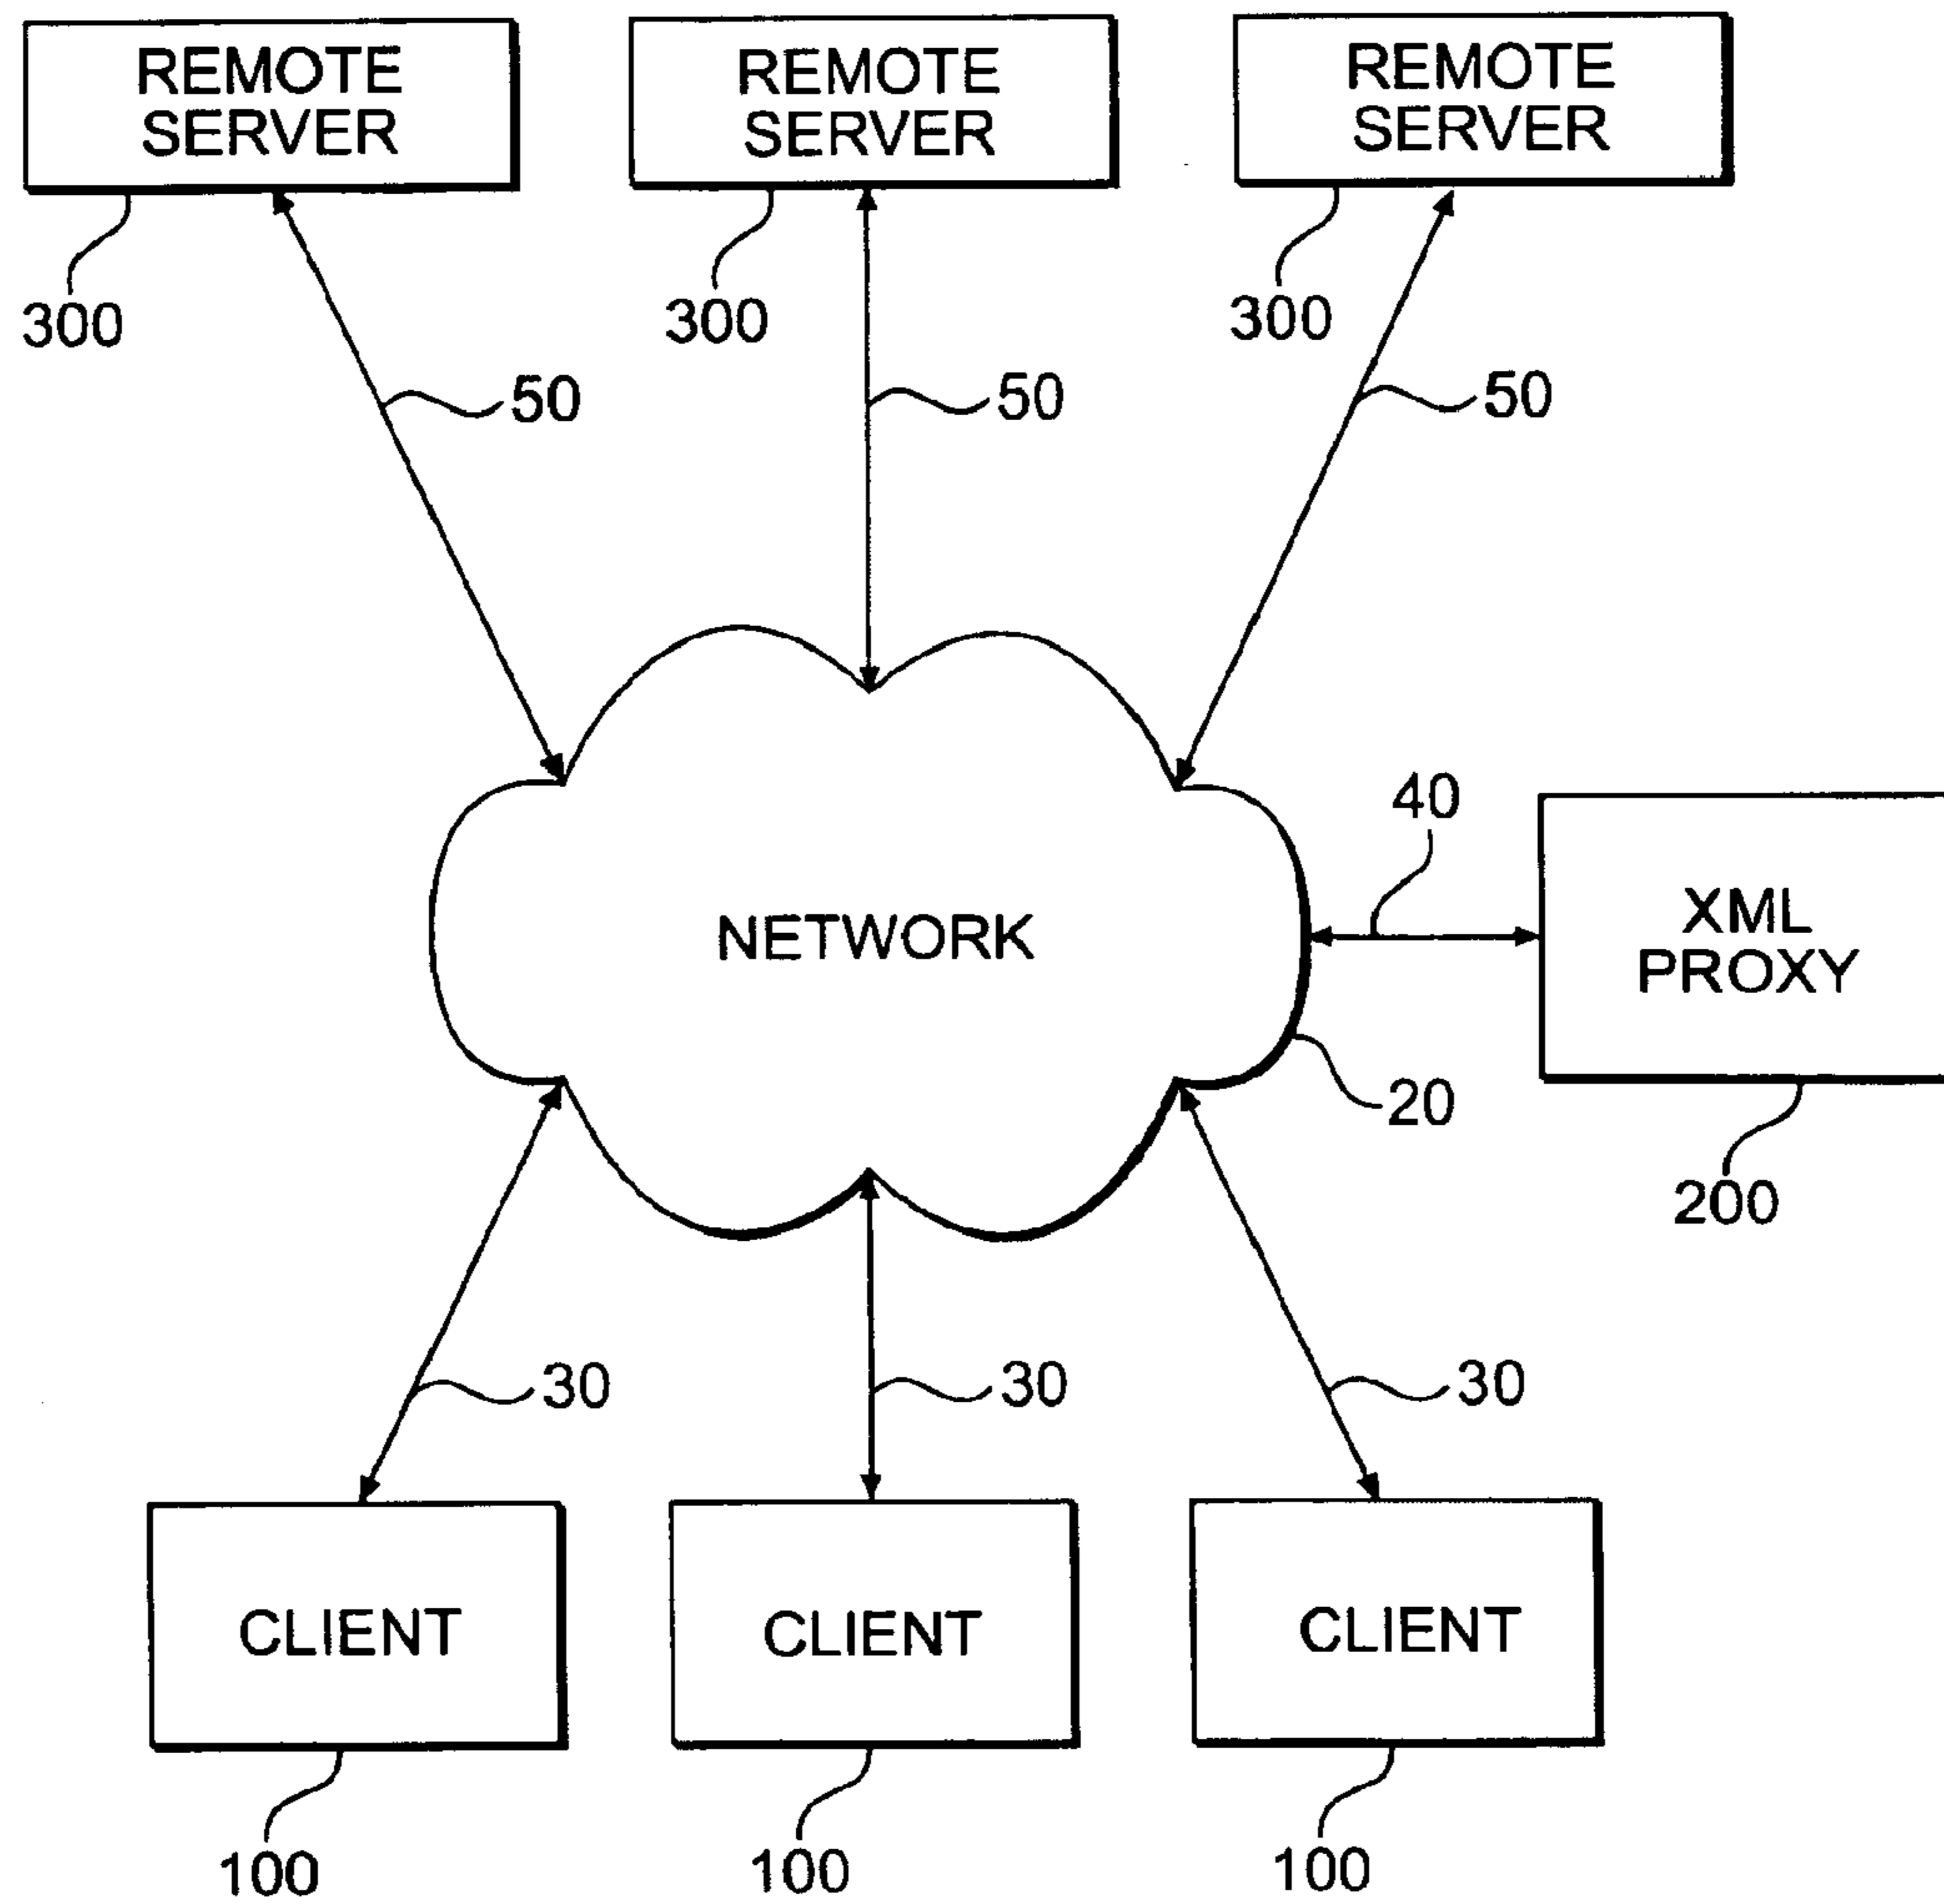 REMOTE
SERVER
REMOTE
SERVER
REMOTE
SERVER
300
300
300
50
50
50
40
NETWORK
XML
PROXY
20
200
30
30
30
CLIENT
CLIENT
CLIENT
100
100
100